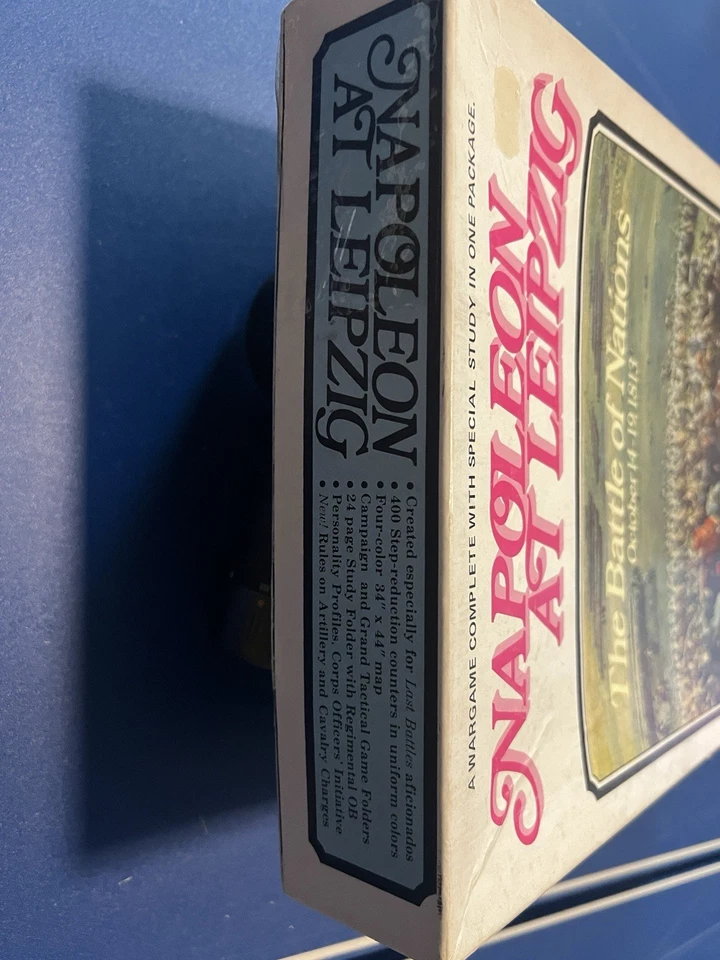 NAPOLEON
AT LEIPZIG
• Created especially for Last Battles aficionados
• 400 Step-reduction counters in uniform colors
• Four-color 34" x 44" map
• Campaign and Grand Tactical Game Folders
• 24 page Study Folder with Regimental OB
• Personality Profiles, Corps Officers' Initiative
• New! Rules on Artillery and Cavalry Charges
A WARGAME COMPLETE WITH SPECIAL STUDY IN ONE PACKAGE.
NAPOLEON
AT LEIPZIG
The Battle of Nations
October 14-19 1813